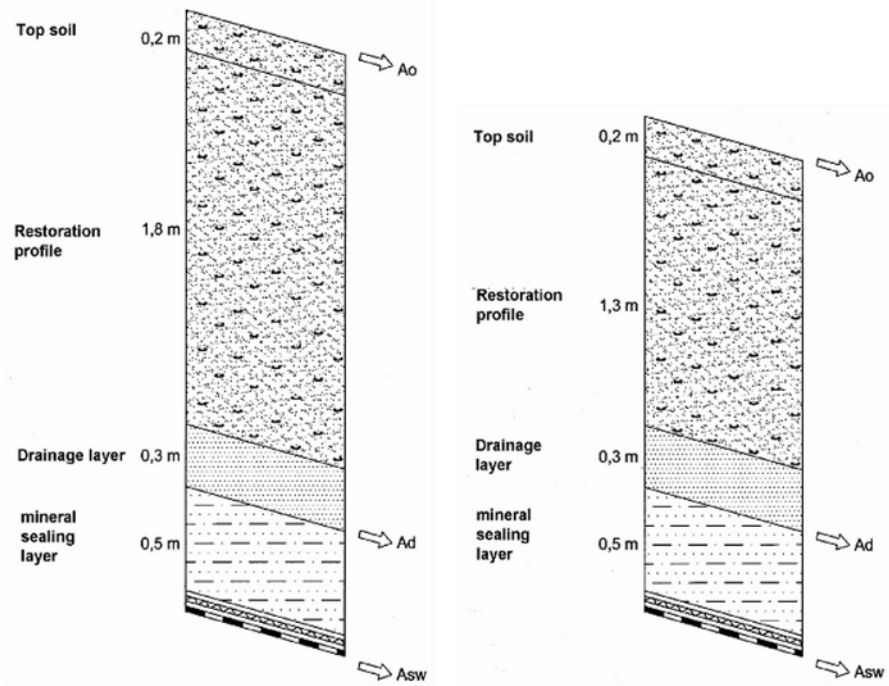 Top soil
0,2 m
Ao
Restoration
profile
1,8 m
Drainage layer
0,3 m
mineral
sealing
layer
0,5 m
Ad
Asw
Top soil
0,2 m
Ao
Restoration
profile
1,3 m
Drainage
layer
0,3 m
mineral
sealing
layer
0,5 m
Ad
Asw